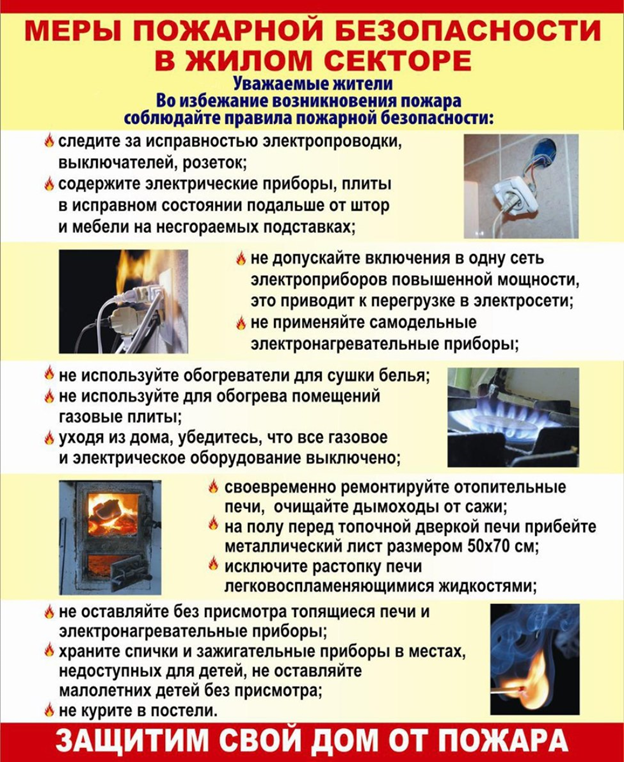 МЕРЫ ПОЖАРНОЙ БЕЗОПАСНОСТИ
В ЖИЛОМ СЕКТОРЕ
Уважаемые жители
Во избежание возникновения пожара
соблюдайте правила пожарной безопасности:
следите за исправностью электропроводки,
выключателей, розеток;
содержите электрические приборы, плиты
в исправном состоянии подальше от штор
и мебели на несгораемых подставках;
не допускайте включения в одну сеть
электроприборов повышенной мощности,
это приводит к перегрузке в электросети;
не применяйте самодельные
электронагревательные приборы;
не используйте обогреватели для сушки белья;
не используйте для обогрева помещений
газовые плиты;
уходя из дома, убедитесь, что все газовое
и электрическое оборудование выключено;
своевременно ремонтируйте отопительные
печи, очищайте дымоходы от сажи;
на полу перед топочной дверкой печи прибейте
металлический лист размером 50х70 см;
исключите растопку печи
легковоспламеняющимися жидкостями;
не оставляйте без присмотра топящиеся печи и
электронагревательные приборы;
храните спички и зажигательные приборы в местах,
недоступных для детей, не оставляйте
малолетних детей без присмотра;
не курите в постели.
ЗАЩИТИМ СВОЙ ДОМ ОТ ПОЖАРА